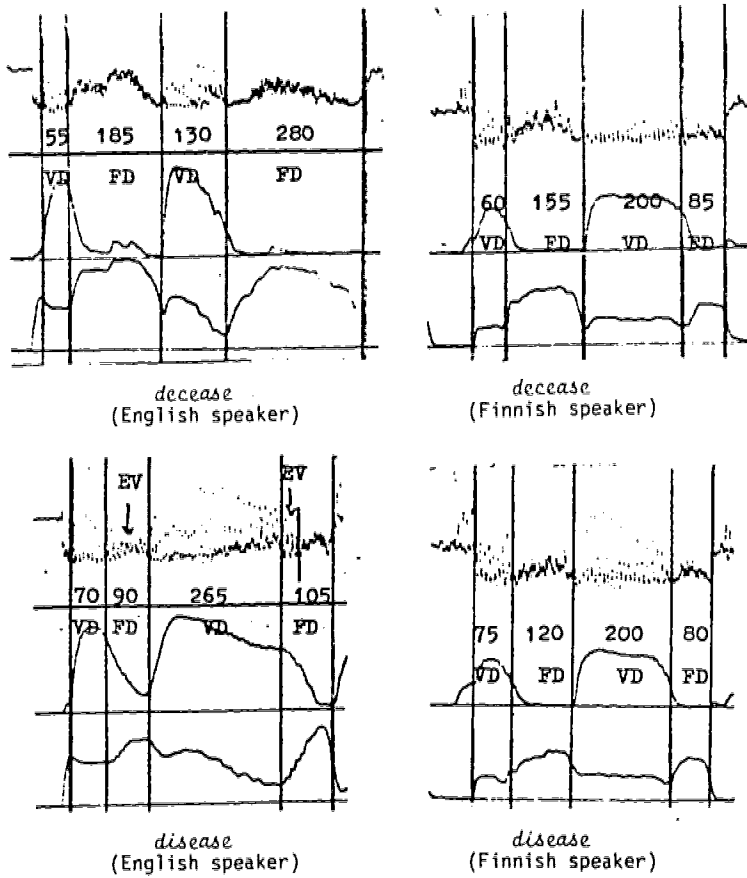 55 185 130 280
VD FD VD FD
decease
(English speaker)
60 155 200 85
VD FD VD FD
decease
(Finnish speaker)
EV EV
70 90 265 105
VD FD VD FD
disease
(English speaker)
75 120 200 80
VD FD VD FD
disease
(Finnish speaker)